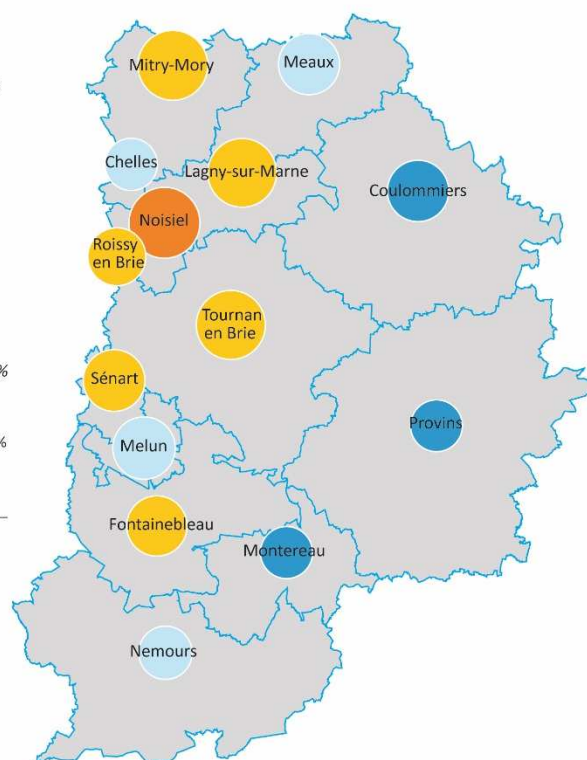 Mitry-Mory
Meaux
Chelles
Lagny-sur-Marne
Coulommiers
Noisiel
Roissy
en Brie
Tournan
en Brie
%
Sénart
Provins
%
Melun
Fontainebleau
Montereau
Nemours